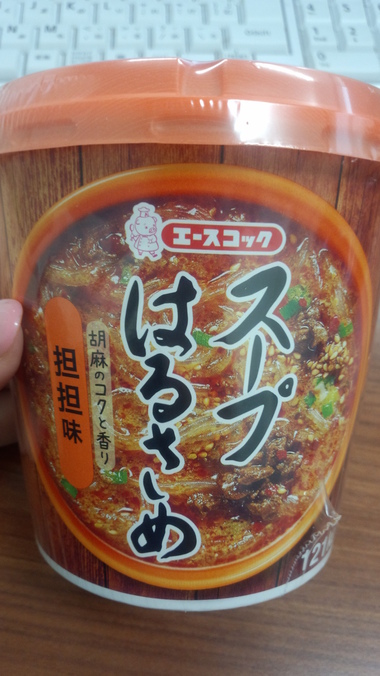 エースコック
スープ
はるさめ
胡麻のコクと香り
担担味
121